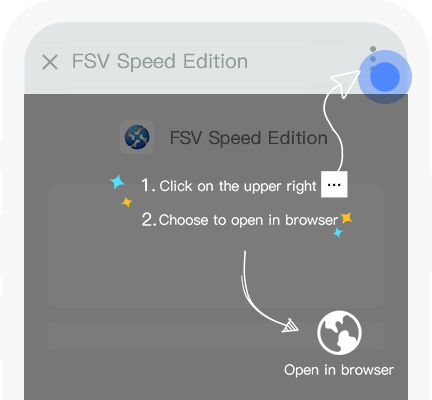 FSV Speed Edition
FSV Speed Edition
1. Click on the upper right ...
2. Choose to open in browser
Open in browser